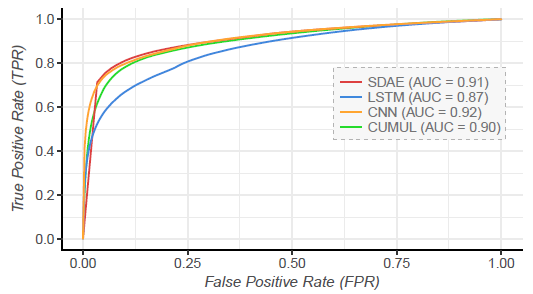 True Positive Rate (TPR)
1.0
0.8
0.6
0.4
0.2
0.0
SDAE (AUC = 0.91)
LSTM (AUC = 0.87)
CNN (AUC = 0.92)
CUMUL (AUC = 0.90)
0.00 0.25 0.50 0.75 1.00
False Positive Rate (FPR)